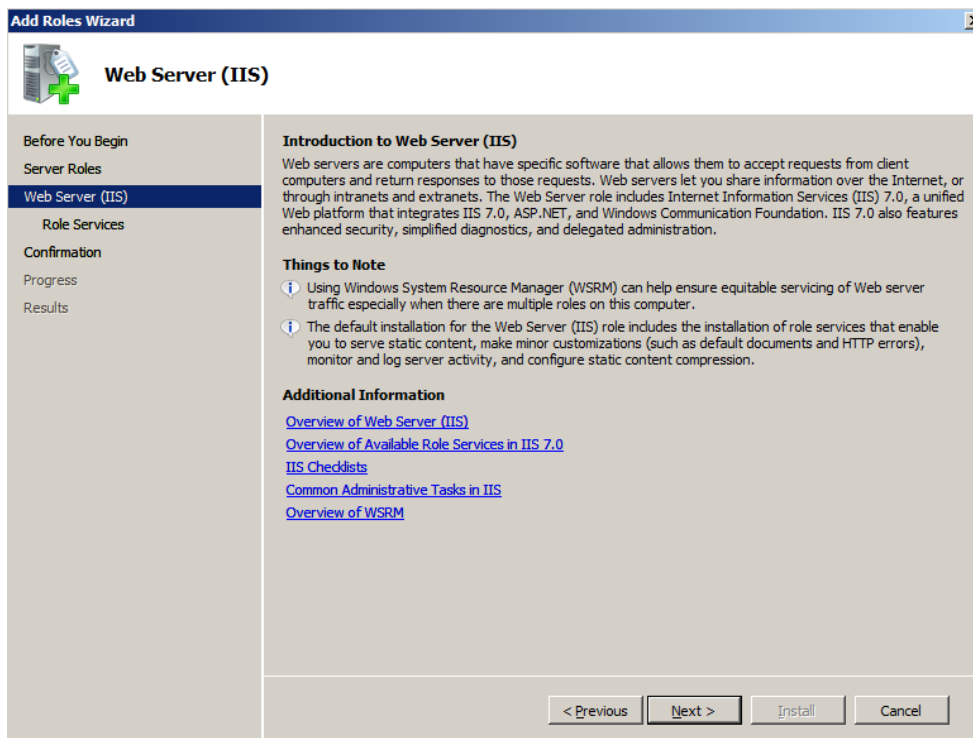 Add Roles Wizard
Web Server (IIS)
Before You Begin
Server Roles
Web Server (IIS)
Role Services
Confirmation
Progress
Results
Introduction to Web Server (IIS)
Web servers are computers that have specific software that allows them to accept requests from client
computers and return responses to those requests. Web servers let you share information over the Internet, or
through intranets and extranets. The Web Server role includes Internet Information Services (IIS) 7.0, a unified
Web platform that integrates IIS 7.0, ASP.NET, and Windows Communication Foundation. IIS 7.0 also features
enhanced security, simplified diagnostics, and delegated administration.
Things to Note
Using Windows System Resource Manager (WSRM) can help ensure equitable servicing of Web server
traffic especially when there are multiple roles on this computer.
The default installation for the Web Server (IIS) role includes the installation of role services that enable
you to serve static content, make minor customizations (such as default documents and HTTP errors),
monitor and log server activity, and configure static content compression.
Additional Information
Overview of Web Server (IIS)
Overview of Available Role Services in IIS 7.0
IIS Checklists
Common Administrative Tasks in IIS
Overview of WSRM
< Previous
Next >
Install
Cancel